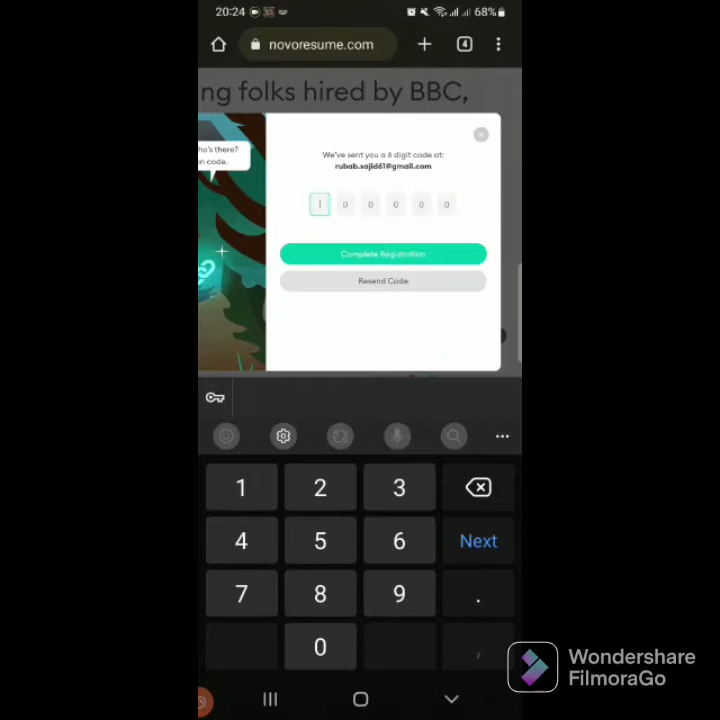 20:24
68%
novoresume.com
4
ng folks hired by BBC,
ho's there?
on code.
We've sent you a 6 digit code at:
rubab.sajid61@gmail.com
0 0 0 0 0
Complete Registration
Resend Code
1 2 3
4 5 6 Next
7 8 9 .
0 ,
Wondershare
FilmoraGo